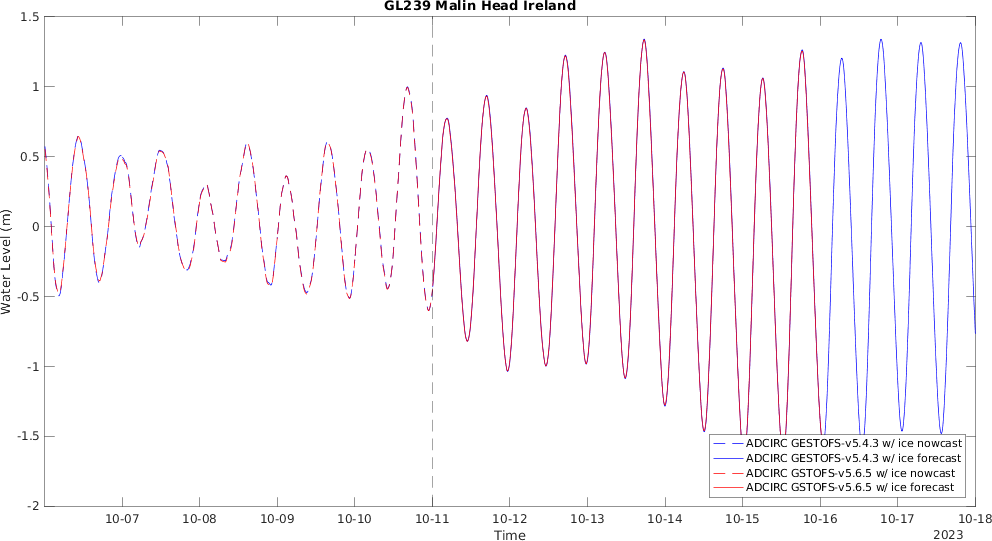 GL239 Malin Head Ireland
1.5
1
0.5
0
-0.5
-1
-1.5
-2
Water Level (m)
ADCIRC GESTOFS-v5.4.3 w/ ice nowcast
ADCIRC GESTOFS-v5.4.3 w/ ice forecast
ADCIRC GSTOFS-v5.6.5 w/ ice nowcast
ADCIRC GSTOFS-v5.6.5 w/ ice forecast
10-07 10-08 10-09 10-10 10-11 10-12 10-13 10-14 10-15 10-16 10-17 10-18
Time
2023